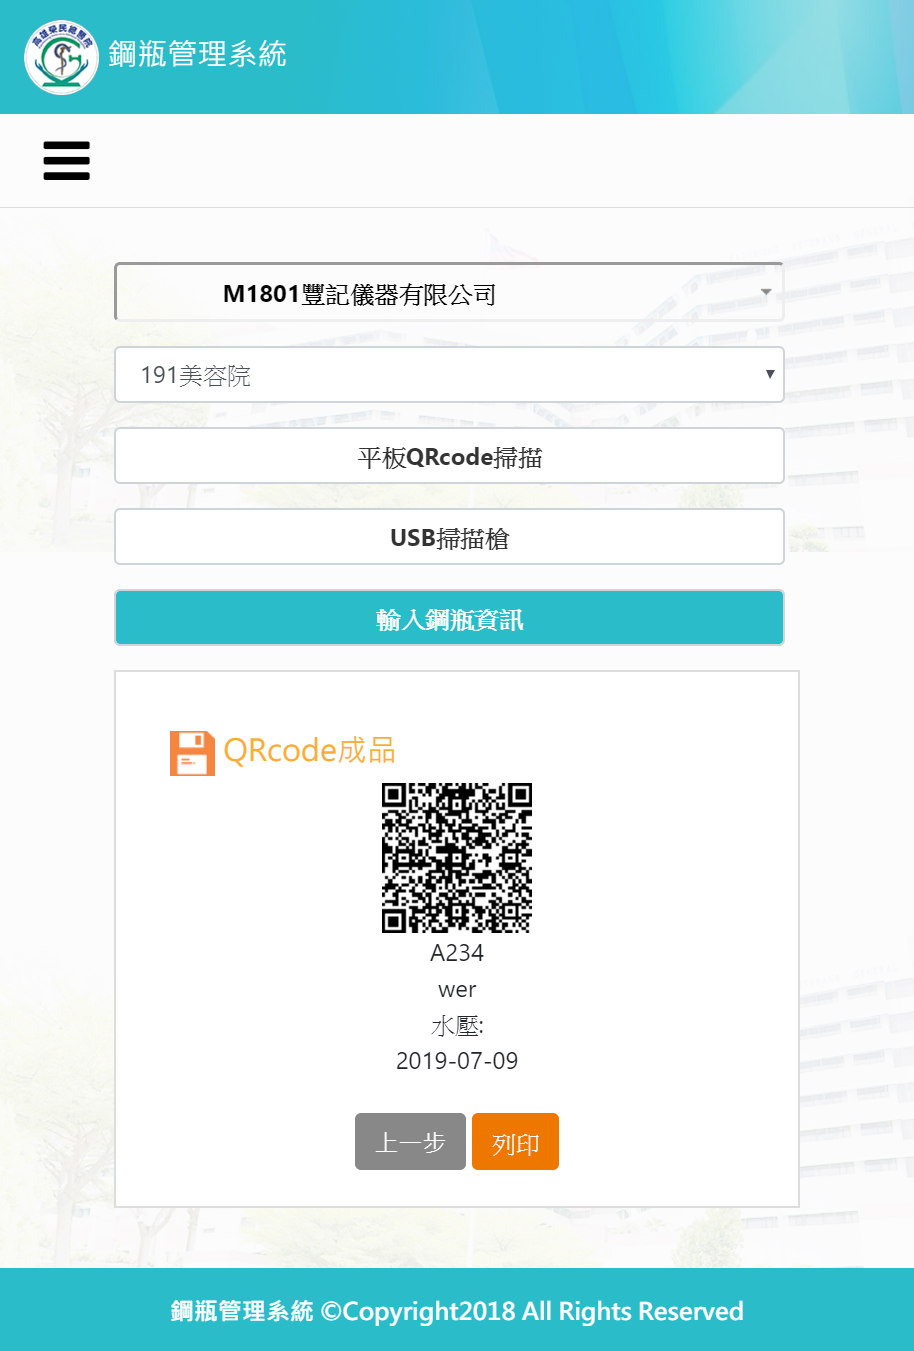 高雄榮民總醫院
鋼瓶管理系統
M1801豐記儀器有限公司
191美容院
平板QRcode掃描
USB掃描槍
輸入鋼瓶資訊
QRcode成品
A234
wer
水壓:
2019-07-09
上一步
列印
鋼瓶管理系統 ©Copyright2018 All Rights Reserved